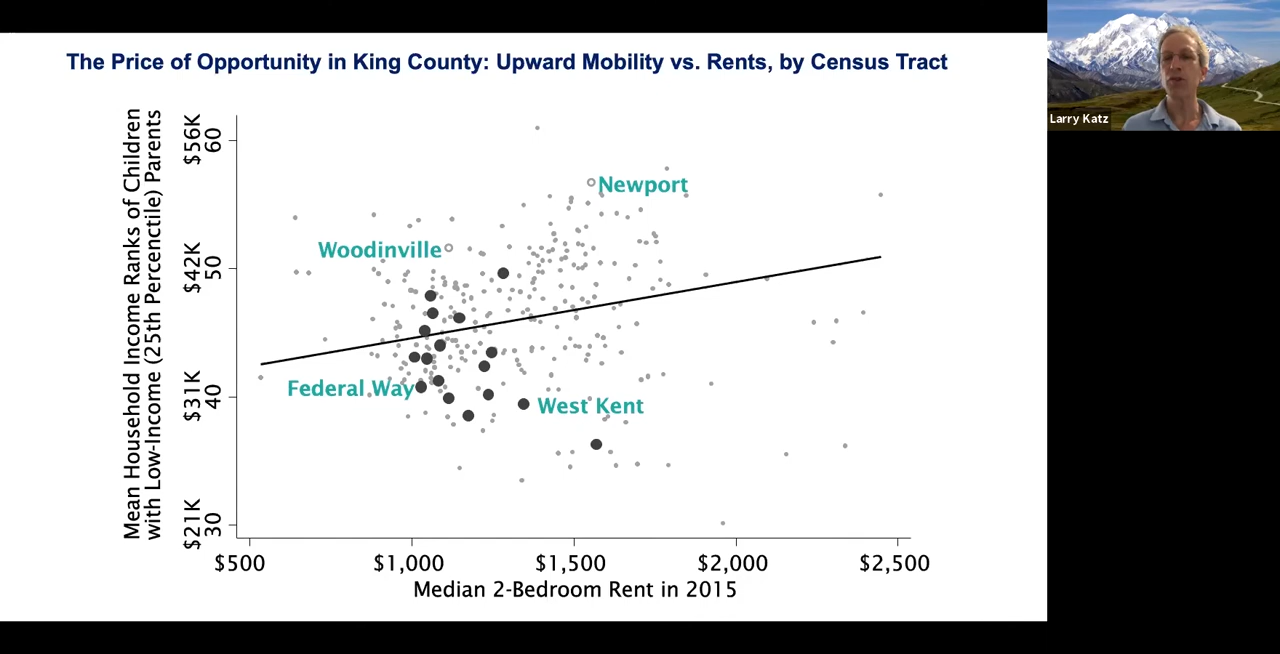 The Price of Opportunity in King County: Upward Mobility vs. Rents, by Census Tract
Larry Katz
Mean Household Income Ranks of Children
with Low-Income (25th Percenctile) Parents
$56K
60
$42K
50
$31K
40
$21K
30
Newport
Woodinville
Federal Way
West Kent
$500
$1,000
$1,500
$2,000
$2,500
Median 2-Bedroom Rent in 2015